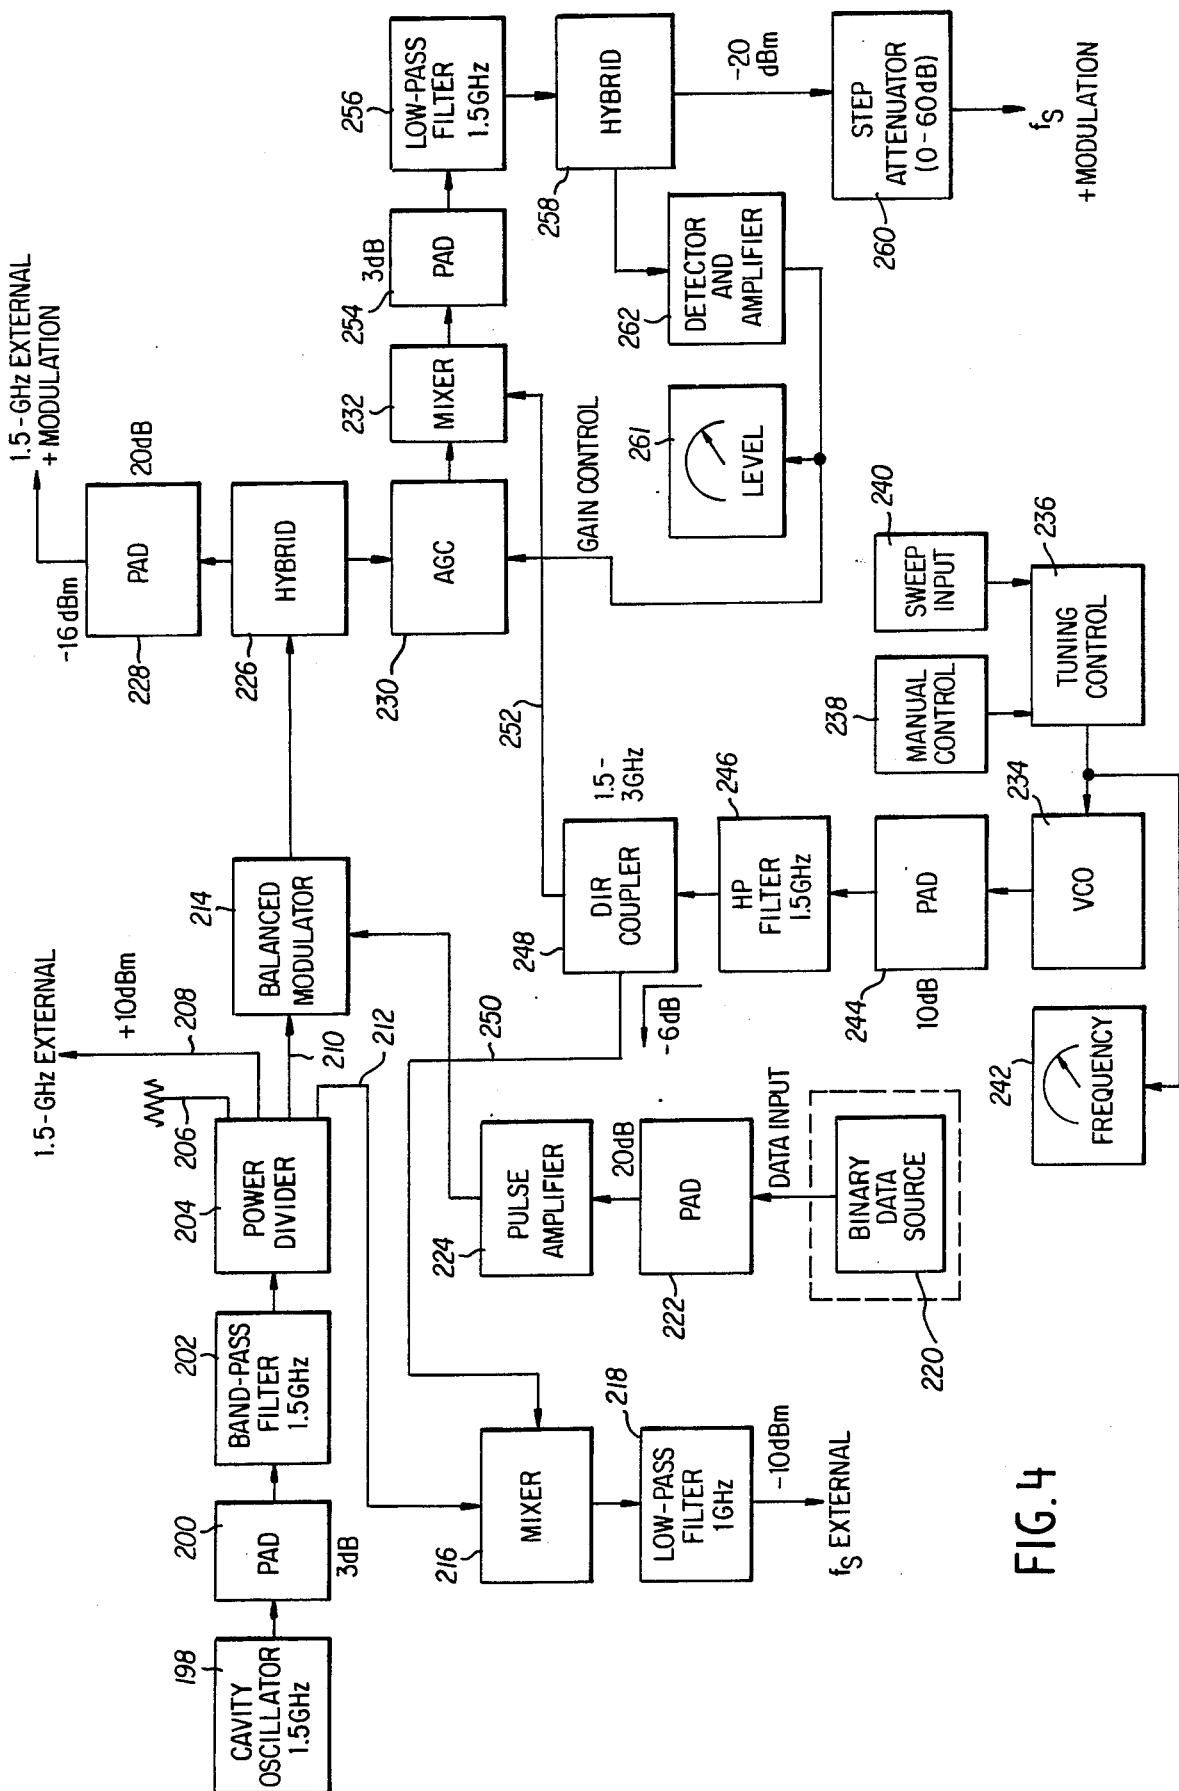 198
CAVITY
OSCILLATOR
1.5GHz
200
PAD
3dB
202
BAND-PASS
FILTER
1.5GHz
204
POWER
DIVIDER
206
1.5-GHz EXTERNAL
+10dBm
208
210
212
214
BALANCED
MODULATOR
216
MIXER
218
LOW-PASS
FILTER
1GHz
-10dBm
fS EXTERNAL
220
BINARY
DATA
SOURCE
DATA INPUT
222
PAD
20dB
224
PULSE
AMPLIFIER
250
-6dB
226
HYBRID
228
PAD
20dB
-16dBm
1.5-GHz EXTERNAL
+ MODULATION
230
AGC
GAIN CONTROL
232
MIXER
254
3dB
PAD
256
LOW-PASS
FILTER
1.5GHz
258
HYBRID
-20
dBm
260
STEP
ATTENUATOR
(0-60dB)
fS
+MODULATION
262
DETECTOR
AND
AMPLIFIER
261
LEVEL
252
248
DIR
COUPLER
1.5-
3GHz
246
HP
FILTER
1.5GHz
244
PAD
10dB
234
VCO
242
FREQUENCY
238
MANUAL
CONTROL
240
SWEEP
INPUT
236
TUNING
CONTROL
FIG.4